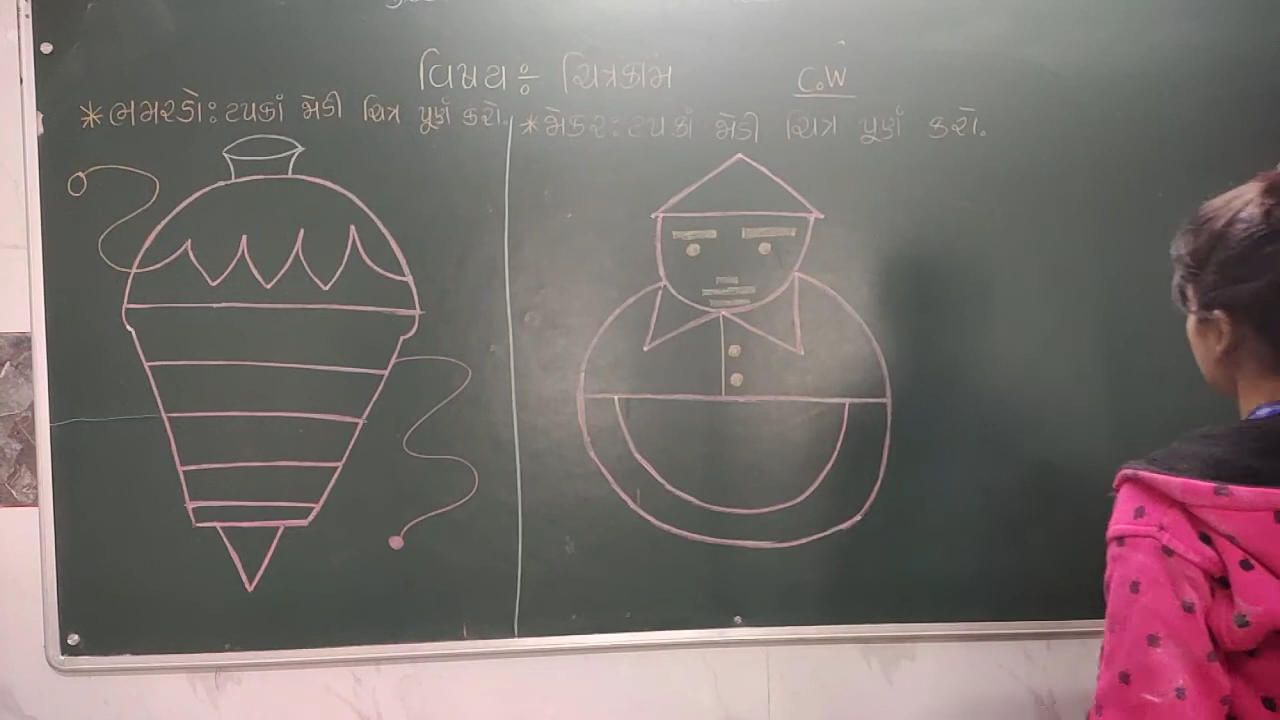 વિષય ÷ ચિત્રકામ
C.W
* ભમરડો : ટપકાં જોડી ચિત્ર પૂર્ણ કરો.
* જોકર : ટપકાં જોડી ચિત્ર પૂર્ણ કરો.